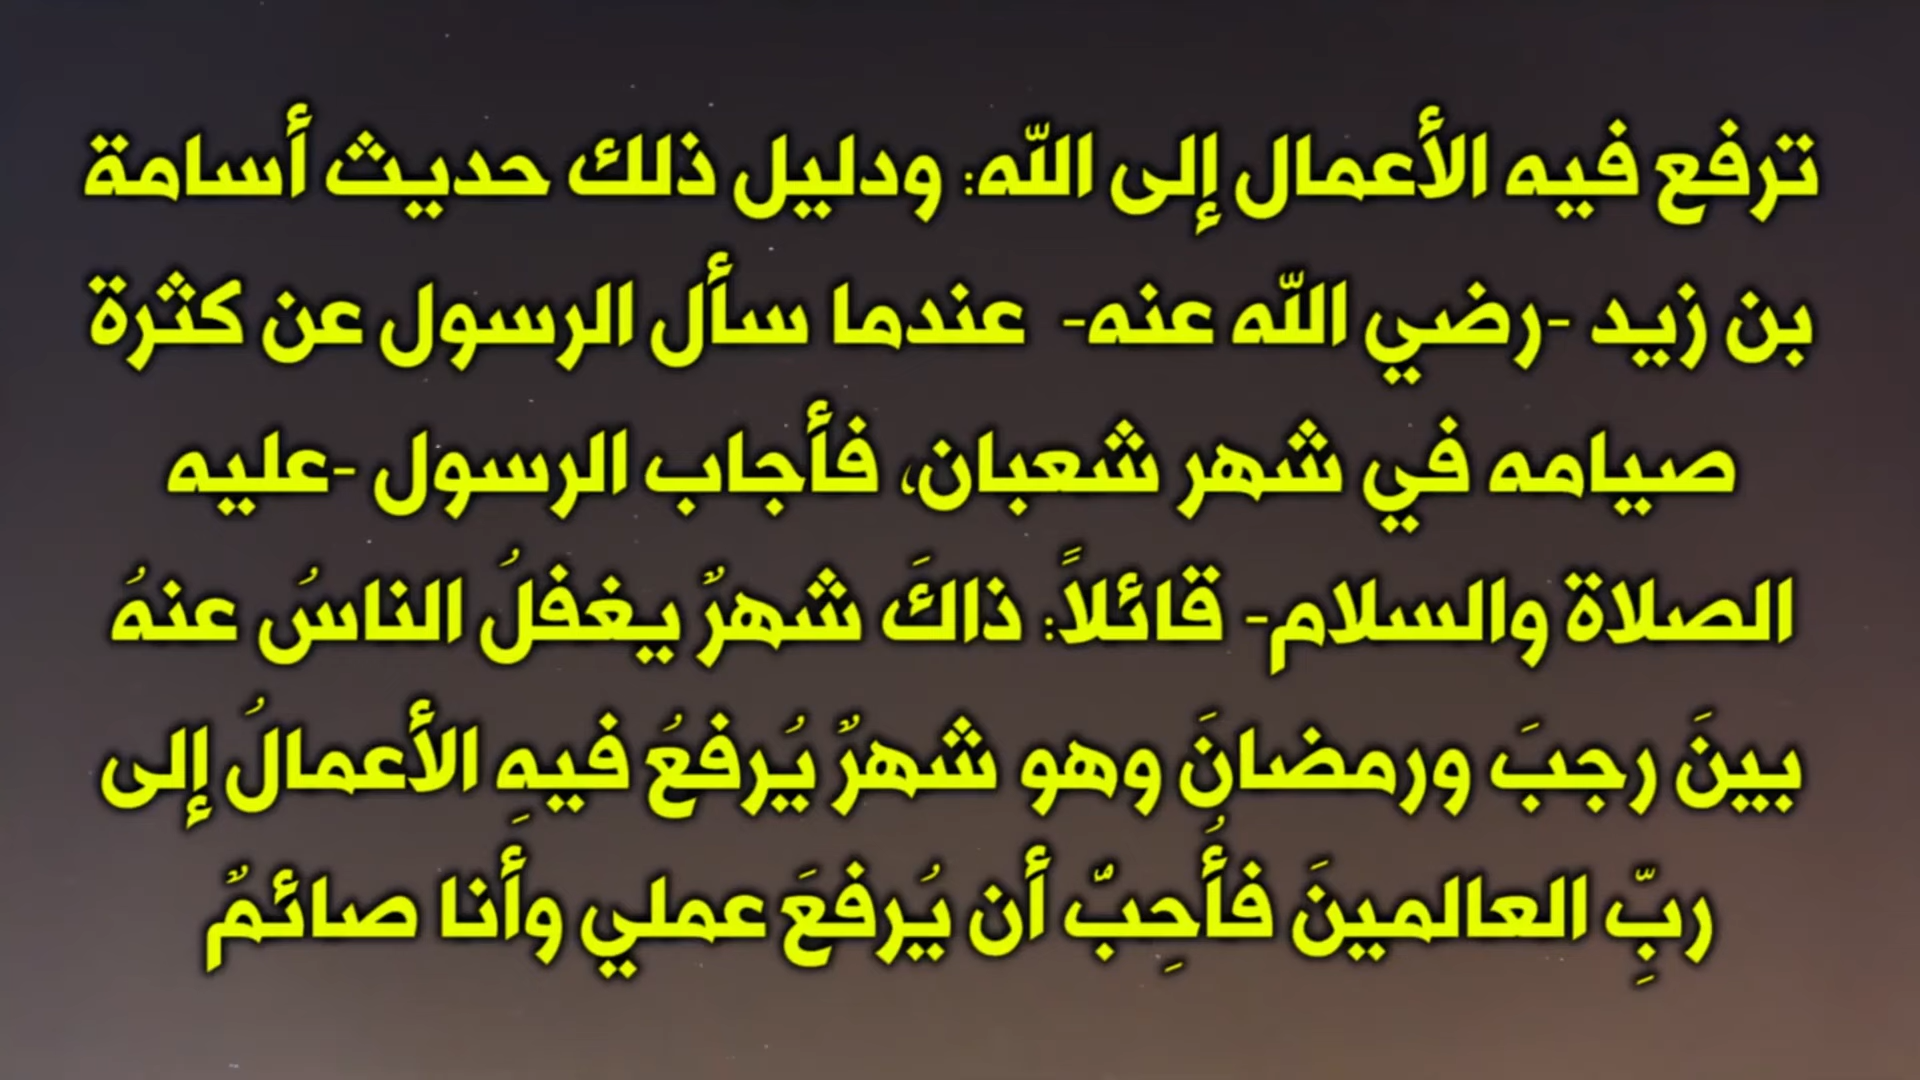 ترفع فيه الأعمال إلى الله: ودليل ذلك حديث أسامة
بن زيد -رضي الله عنه- عندما سأل الرسول عن كثرة
صيامه في شهر شعبان، فأجاب الرسول -عليه
الصلاة والسلام- قائلاً: ذاكَ شهرٌ يغفلُ الناسُ عنهُ
بينَ رجبَ ورمضانَ وهو شهرٌ يُرفعُ فيهِ الأعمالُ إلى
ربِّ العالمينَ فأُحِبّ أن يُرفعَ عملي وأَنا صائمٌ